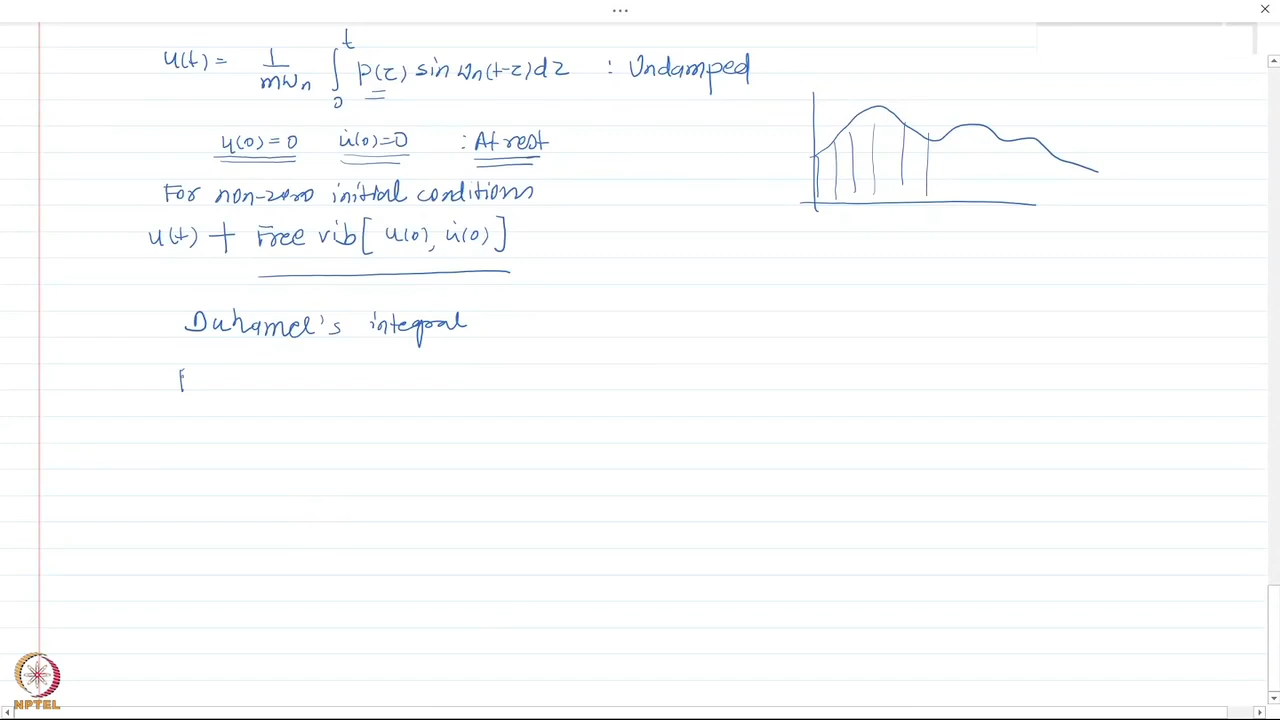 u(t) = 1/mωn ∫₀ᵗ p(τ) sin ωn(t-τ)dτ : Undamped
u(0)=0 u̇(0)=0 : At rest
For non-zero initial conditions
u(t) + Free vib[ u(0), u̇(0) ]
Duhamel's integral
NPTEL